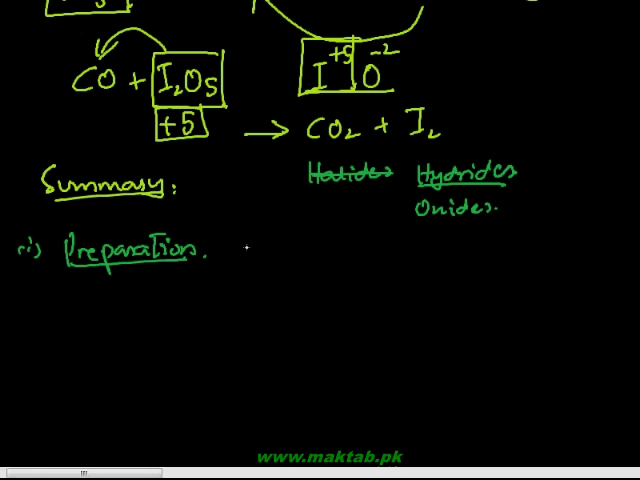 CO + I₂O₅
I⁺⁵ O⁻²
+5 → CO₂ + I₂
Summary:
Halides Hydrides
Oxides.
(i) Preparation.
www.maktab.pk